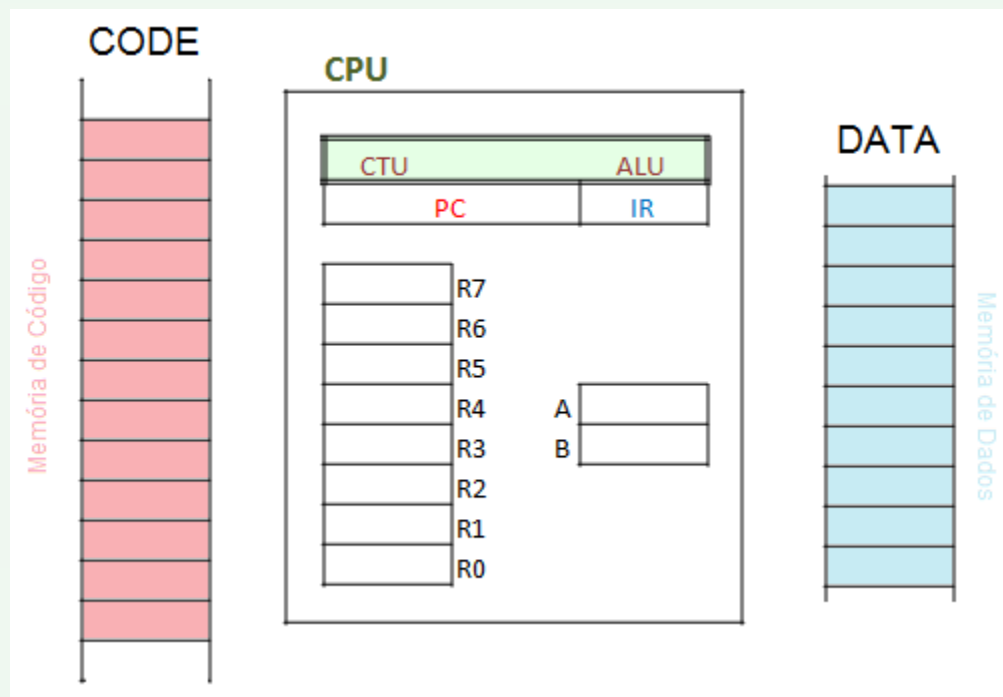 CODE
Memória de Código
CPU
CTU ALU
PC IR
R7
R6
R5
R4
R3
R2
R1
R0
A
B
DATA
Memória de Dados